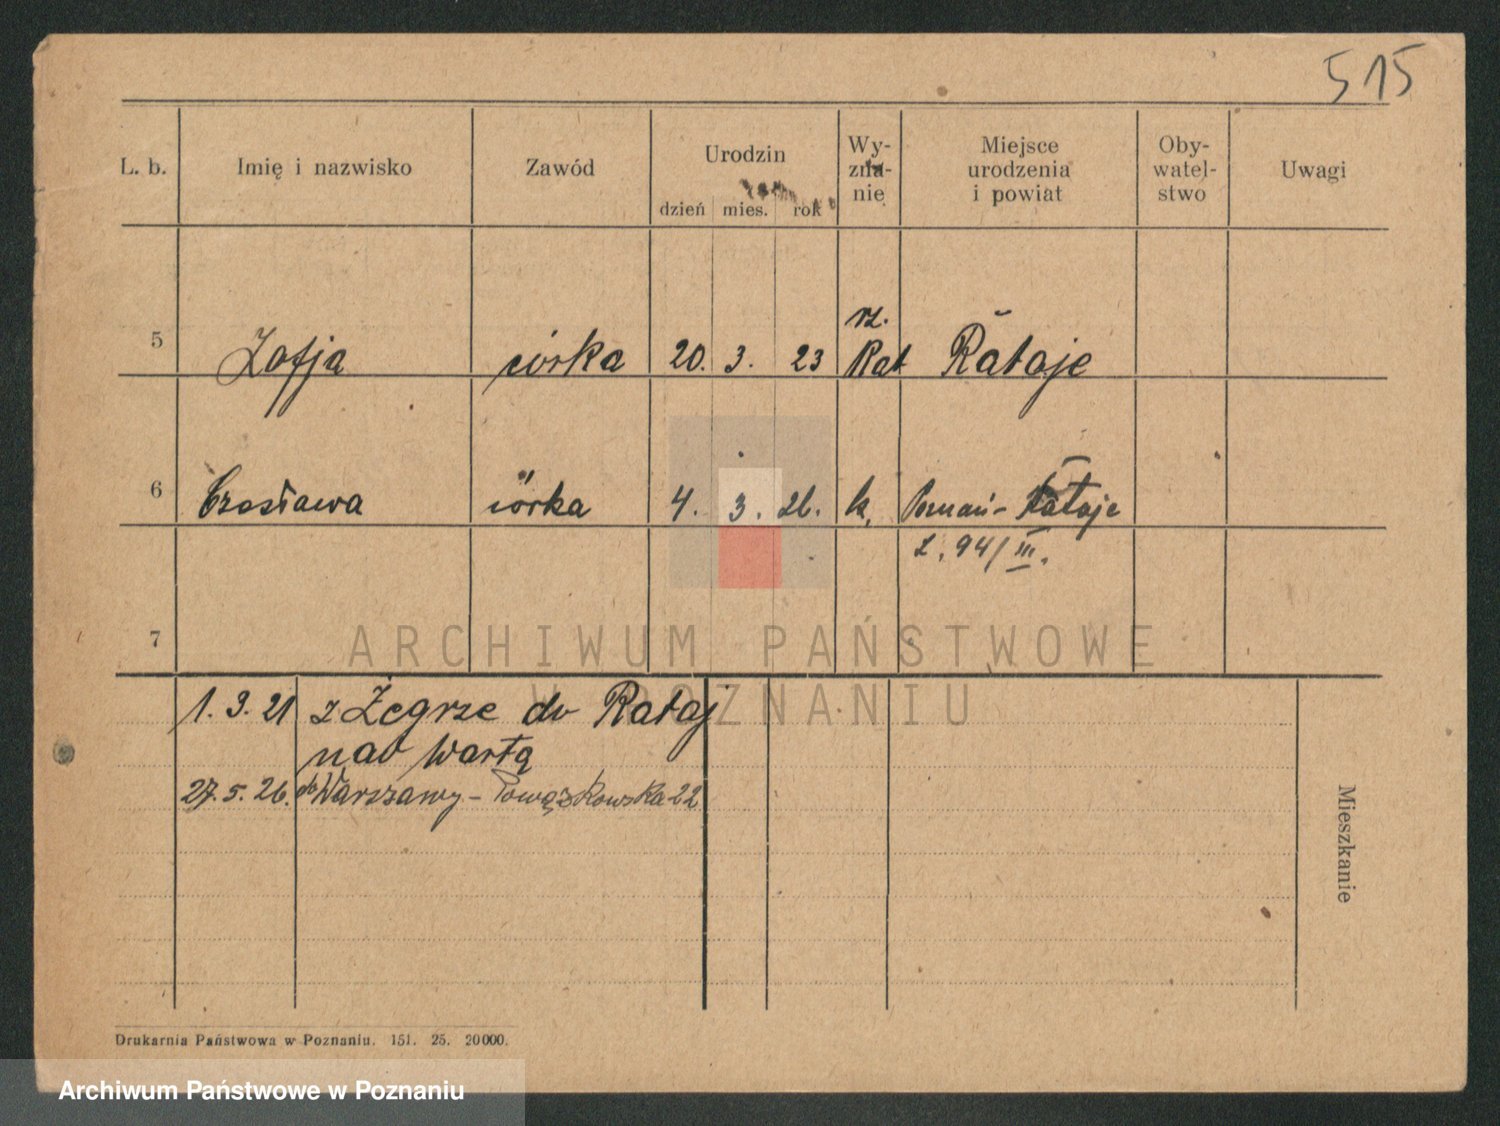 515
L. b. Imię i nazwisko Zawód Urodzin dzień mies. rok Wy-zna-nie Miejsce urodzenia i powiat Oby-watel-stwo Uwagi
rz.
5 Zofja córka 20. 3. 23 Kat Rataje
6 Czesława córka 4. 3. 26. k. Poznań - Rataje
L. 94/III.
7
ARCHIWUM PAŃSTWOWE
W POZNANIU
1. 3. 21 z Żegrze do Rataj
nad Wartą
27. 5. 26. do Warszawy - Powązkowska 22
Mieszkanie
Drukarnia Państwowa w Poznaniu. 151. 25. 20000.
Archiwum Państwowe w Poznaniu